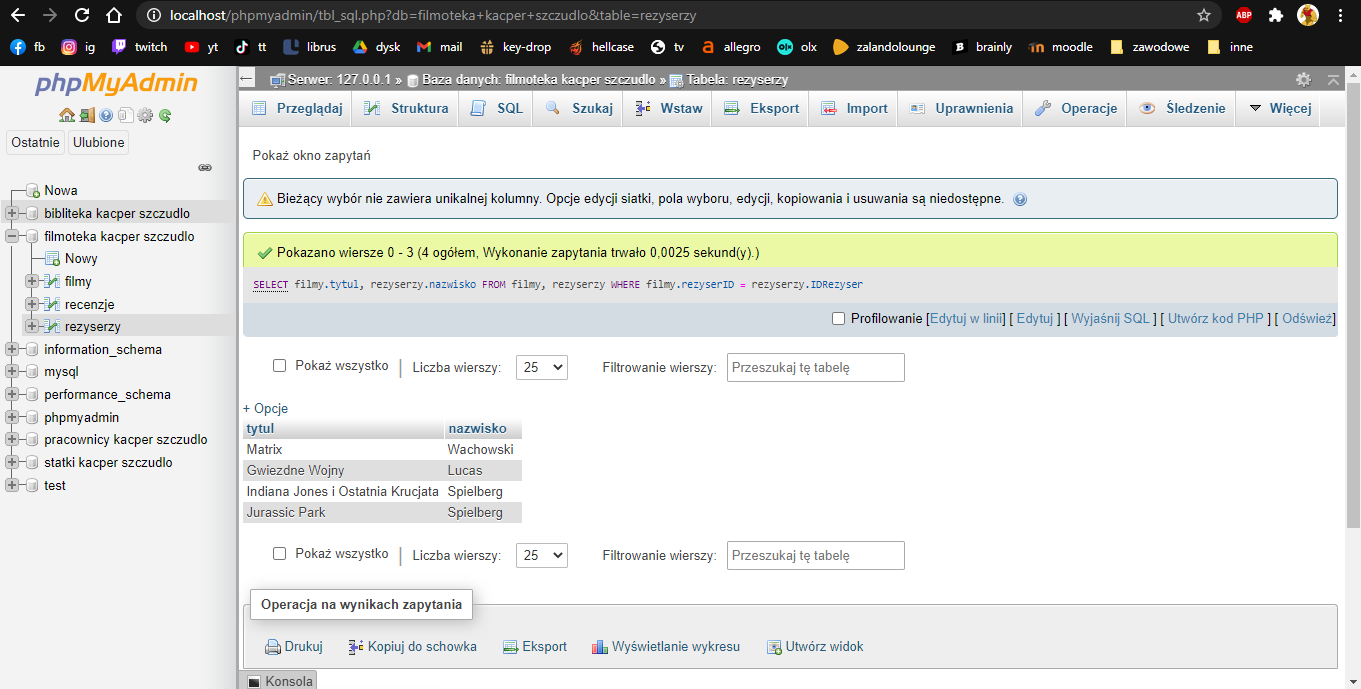 localhost/phpmyadmin/tbl_sql.php?db=filmoteka+kacper+szczudlo&table=rezyserzy
ABP
fb ig twitch yt tt librus dysk mail key-drop hellcase tv allegro olx zalandolounge brainly moodle zawodowe inne
phpMyAdmin
Ostatnie Ulubione
Nowa
bibliteka kacper szczudlo
filmoteka kacper szczudlo
Nowy
filmy
recenzje
rezyserzy
information_schema
mysql
performance_schema
phpmyadmin
pracownicy kacper szczudlo
statki kacper szczudlo
test
Serwer: 127.0.0.1 » Baza danych: filmoteka kacper szczudlo » Tabela: rezyserzy
Przeglądaj Struktura SQL Szukaj Wstaw Eksport Import Uprawnienia Operacje Śledzenie Więcej
Pokaż okno zapytań
Bieżący wybór nie zawiera unikalnej kolumny. Opcje edycji siatki, pola wyboru, edycji, kopiowania i usuwania są niedostępne.
Pokazano wiersze 0 - 3 (4 ogółem, Wykonanie zapytania trwało 0,0025 sekund(y).)
SELECT filmy.tytul, rezyserzy.nazwisko FROM filmy, rezyserzy WHERE filmy.rezyserID = rezyserzy.IDRezyser
Profilowanie [Edytuj w linii] [ Edytuj ] [ Wyjaśnij SQL ] [ Utwórz kod PHP ] [ Odśwież]
Pokaż wszystko | Liczba wierszy: 25 Filtrowanie wierszy: Przeszukaj tę tabelę
+ Opcje
tytul nazwisko
Matrix Wachowski
Gwiezdne Wojny Lucas
Indiana Jones i Ostatnia Krucjata Spielberg
Jurassic Park Spielberg
Pokaż wszystko | Liczba wierszy: 25 Filtrowanie wierszy: Przeszukaj tę tabelę
Operacja na wynikach zapytania
Drukuj Kopiuj do schowka Eksport Wyświetlanie wykresu Utwórz widok
Konsola